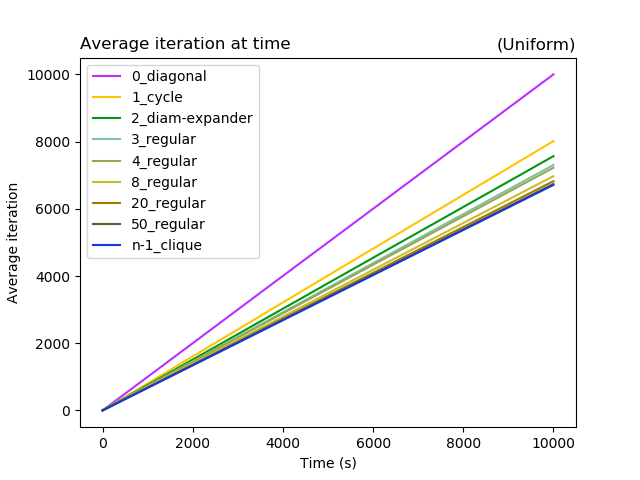 Average iteration at time (Uniform)
10000
8000
6000
4000
2000
0
Average iteration
0_diagonal
1_cycle
2_diam-expander
3_regular
4_regular
8_regular
20_regular
50_regular
n-1_clique
0 2000 4000 6000 8000 10000
Time (s)